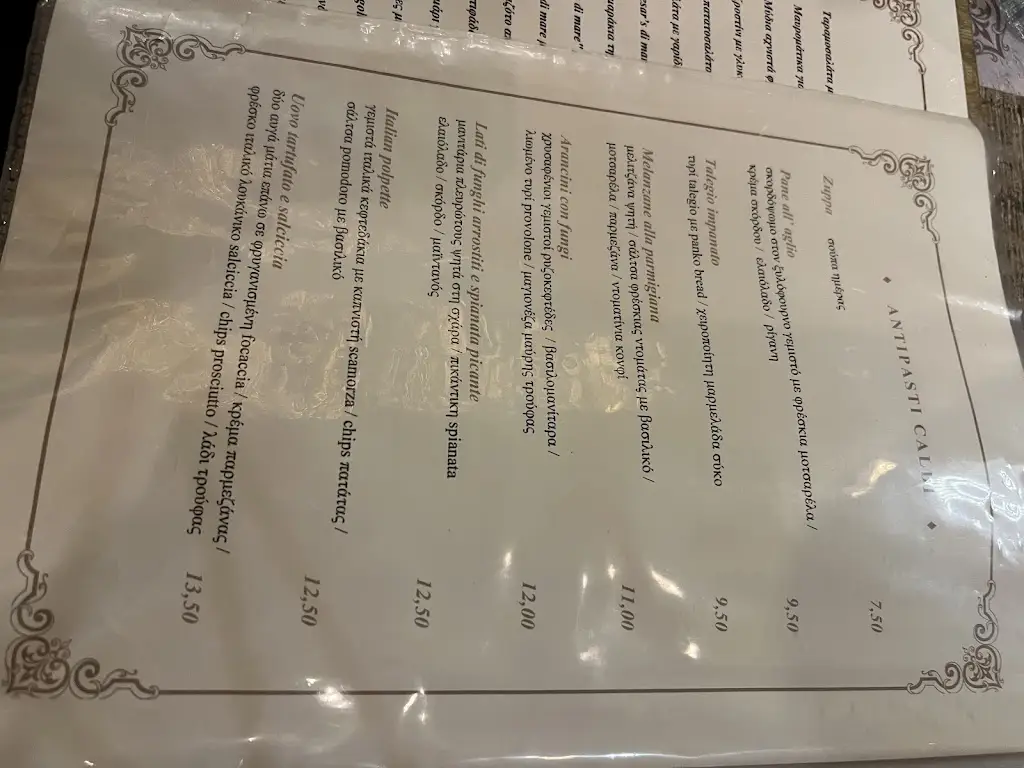 ◆ ANTIPASTI CALDI ◆
Zuppa σούπα ημέρας 7,50
Pane all' aglio
σκορδόψωμο στον ξυλόφουρνο γεμιστό με φρέσκια μοτσαρέλα /
κρέμα σκόρδου / ελαιόλαδο / ρίγανη 9,50
Talegio impanato
τυρί talegio με panko bread / χειροποίητη μαρμελάδα σύκο 9,50
Melanzane alla parmigiana
μελιτζάνα ψητή / σάλτσα φρέσκιας ντομάτας με βασιλικό /
μοτσαρέλα / παρμεζάνα / ντοματίνια κονφί 11,00
Arancini con fungi
χρυσαφένιοι γεμιστοί ρυζοκεφτέδες / βασιλομανίταρα /
λιωμένο τυρί provolone / μαγιονέζα μαύρης τρούφας 12,00
Lati di funghi arrostiti e spianata picante
μανιτάρια πλευρώτους ψητά στη σχάρα / πικάντικη spianata
ελαιόλαδο / σκόρδο / μαϊντανός 12,50
Italian polpette
γεμιστά ιταλικά κεφτεδάκια με καπνιστή scamorza / chips πατάτας /
σάλτσα pomodoro με βασιλικό 12,50
Uovo tartufato e salciccia
δύο αυγά μάτια επάνω σε φρυγανισμένη focaccia / κρέμα παρμεζάνας /
φρέσκο ιταλικό λουκάνικο salciccia / chips prosciutto / λάδι τρούφας 13,50